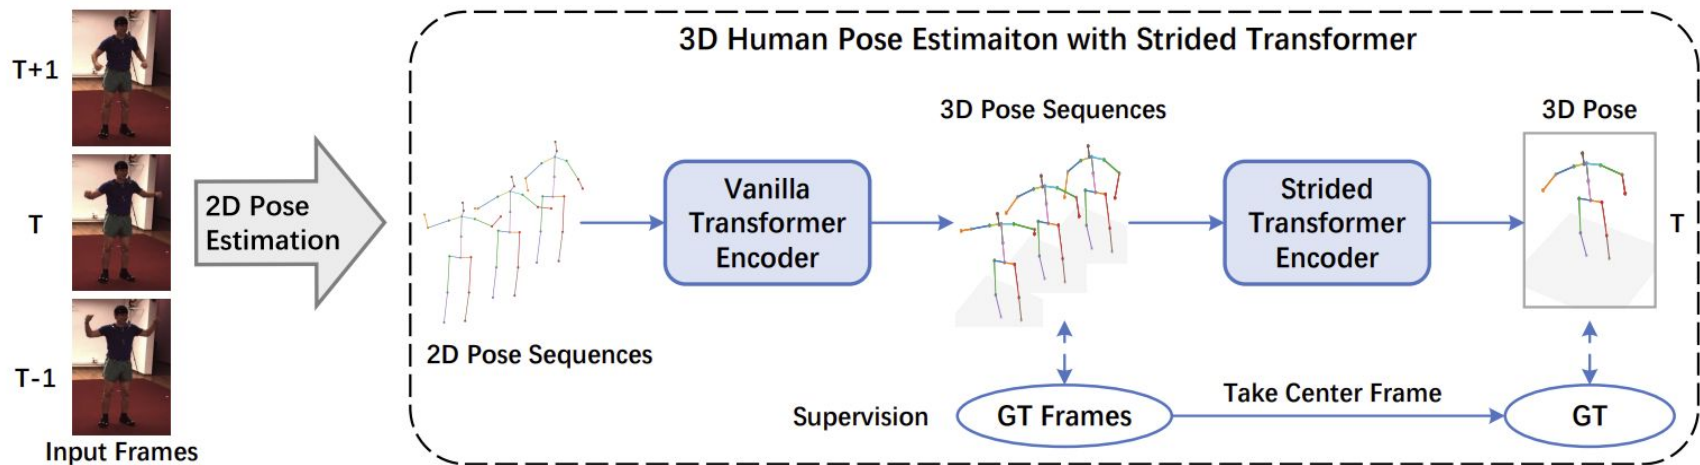 3D Human Pose Estimaiton with Strided Transformer
T+1
T
T-1
Input Frames
2D Pose
Estimation
2D Pose Sequences
Vanilla
Transformer
Encoder
3D Pose Sequences
Strided
Transformer
Encoder
3D Pose
T
Supervision
GT Frames
Take Center Frame
GT